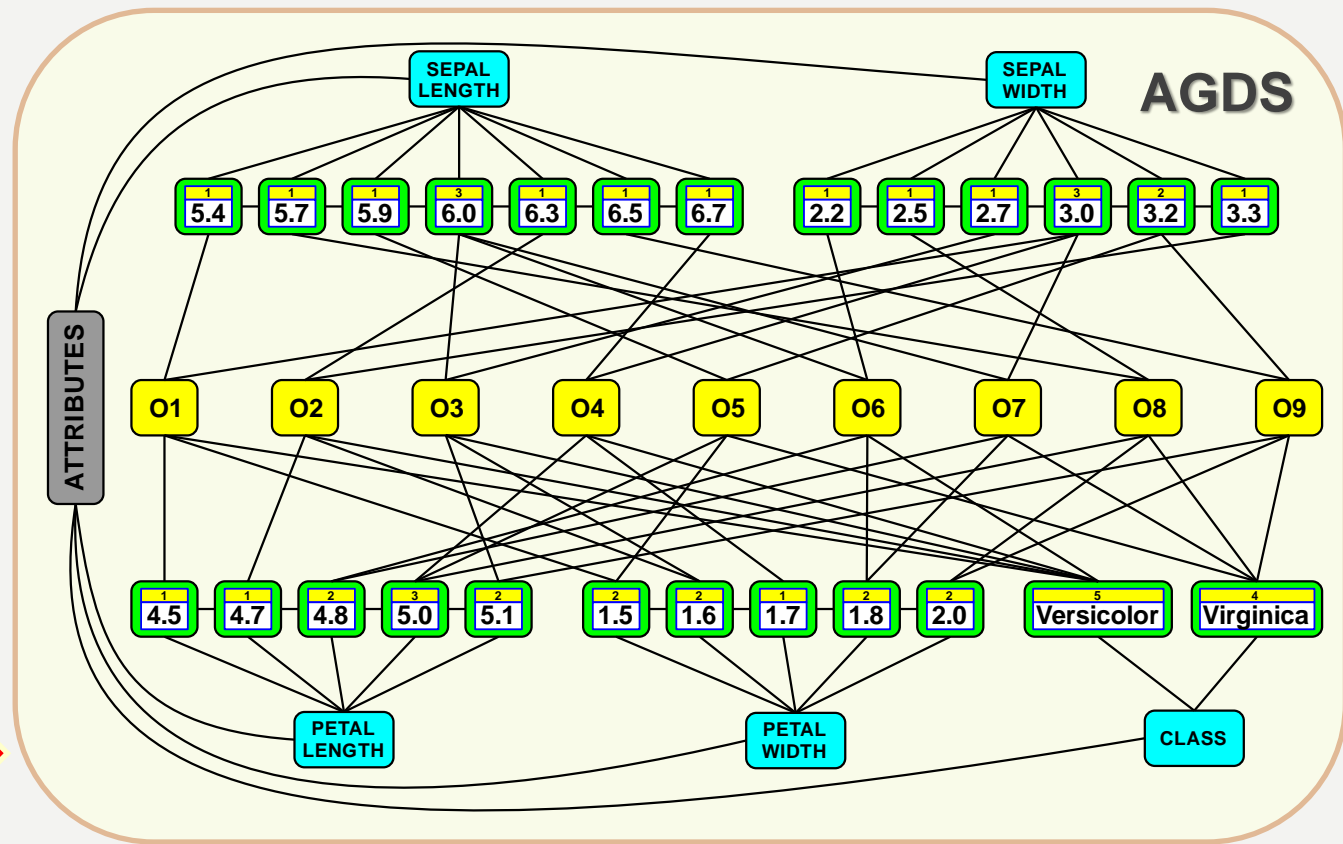 SEPAL
LENGTH
SEPAL
WIDTH
AGDS
1 1 1 3 1 1 1
5.4 5.7 5.9 6.0 6.3 6.5 6.7
1 1 1 3 2 1
2.2 2.5 2.7 3.0 3.2 3.3
ATTRIBUTES
O1 O2 O3 O4 O5 O6 O7 O8 O9
1 1 2 3 2
4.5 4.7 4.8 5.0 5.1
2 2 1 2 2
1.5 1.6 1.7 1.8 2.0
5 4
Versicolor Virginica
PETAL
LENGTH
PETAL
WIDTH
CLASS